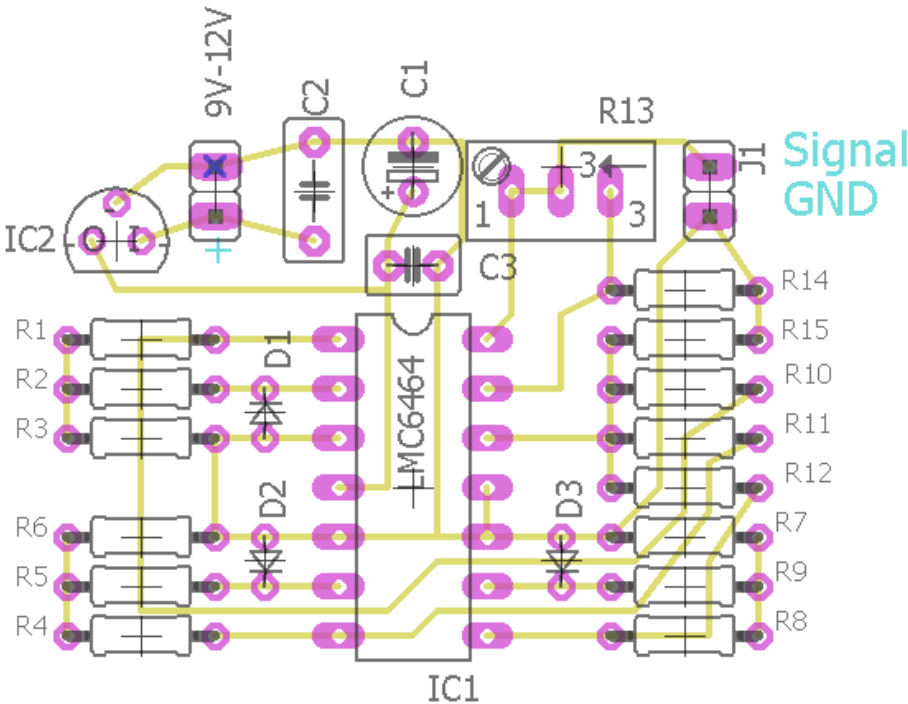 9V-12V
C2
C1
R13
J1
Signal
GND
3
1
3
+
-
O I
IC2
+
C3
R14
R1
D1
R15
R2
R10
R3
LMC6464
R11
D2
D3
R12
R6
R7
R5
R9
R4
R8
IC1